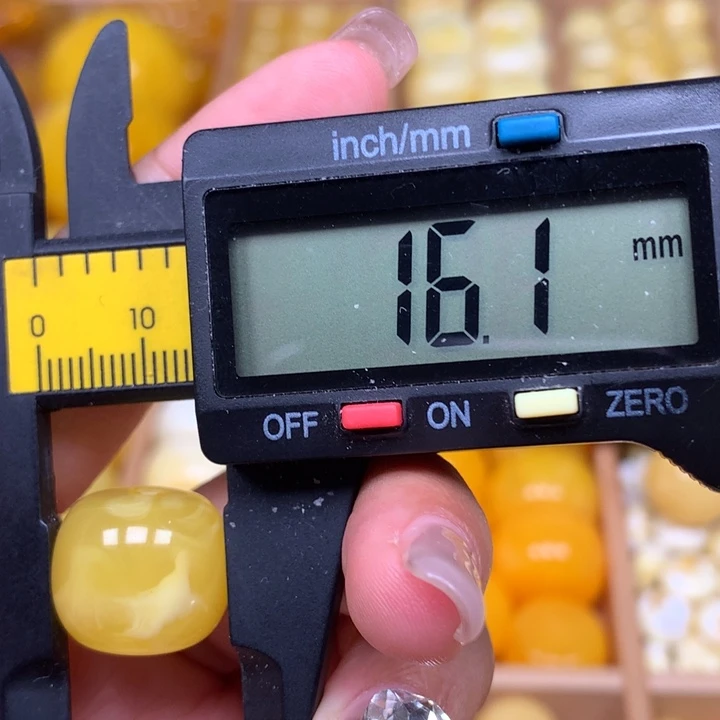 inch/mm
16.1 mm
0 10
OFF ON ZERO